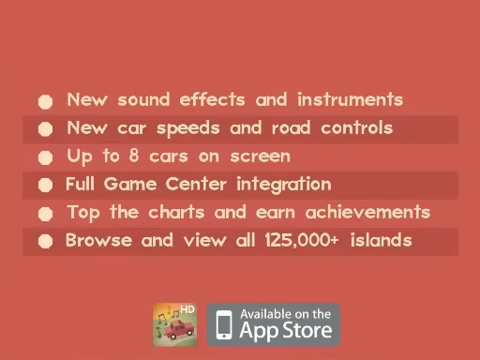 New sound effects and instruments
New car speeds and road controls
Up to 8 cars on screen
Full Game Center integration
Top the charts and earn achievements
Browse and view all 125,000+ islands
HD
Available on the
App Store